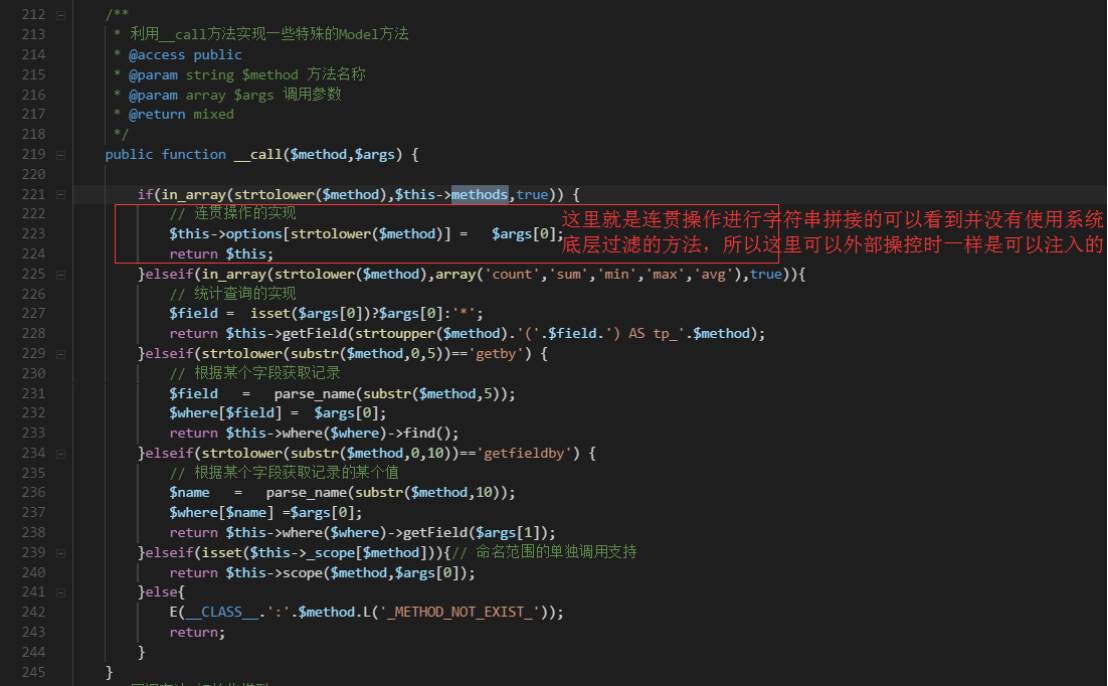 212 /**
213 * 利用__call方法实现一些特殊的Model方法
214 * @access public
215 * @param string $method 方法名称
216 * @param array $args 调用参数
217 * @return mixed
218 */
219 public function __call($method,$args) {
220
221 if(in_array(strtolower($method),$this->methods,true)) {
222 // 连贯操作的实现
这里就是连贯操作进行字符串拼接的可以看到并没有使用系统
223 $this->options[strtolower($method)] = $args[0];
底层过滤的方法，所以这里可以外部操控时一样是可以注入的
224 return $this;
225 }elseif(in_array(strtolower($method),array('count','sum','min','max','avg'),true)){
226 // 统计查询的实现
227 $field = isset($args[0])?$args[0]:'*';
228 return $this->getField(strtoupper($method).'('.$field.') AS tp_'.$method);
229 }elseif(strtolower(substr($method,0,5))=='getby') {
230 // 根据某个字段获取记录
231 $field = parse_name(substr($method,5));
232 $where[$field] = $args[0];
233 return $this->where($where)->find();
234 }elseif(strtolower(substr($method,0,10))=='getfieldby') {
235 // 根据某个字段获取记录的某个值
236 $name = parse_name(substr($method,10));
237 $where[$name] =$args[0];
238 return $this->where($where)->getField($args[1]);
239 }elseif(isset($this->_scope[$method])){// 命名范围的单独调用支持
240 return $this->scope($method,$args[0]);
241 }else{
242 E(__CLASS__.':'.$method.L('_METHOD_NOT_EXIST_'));
243 return;
244 }
245 }